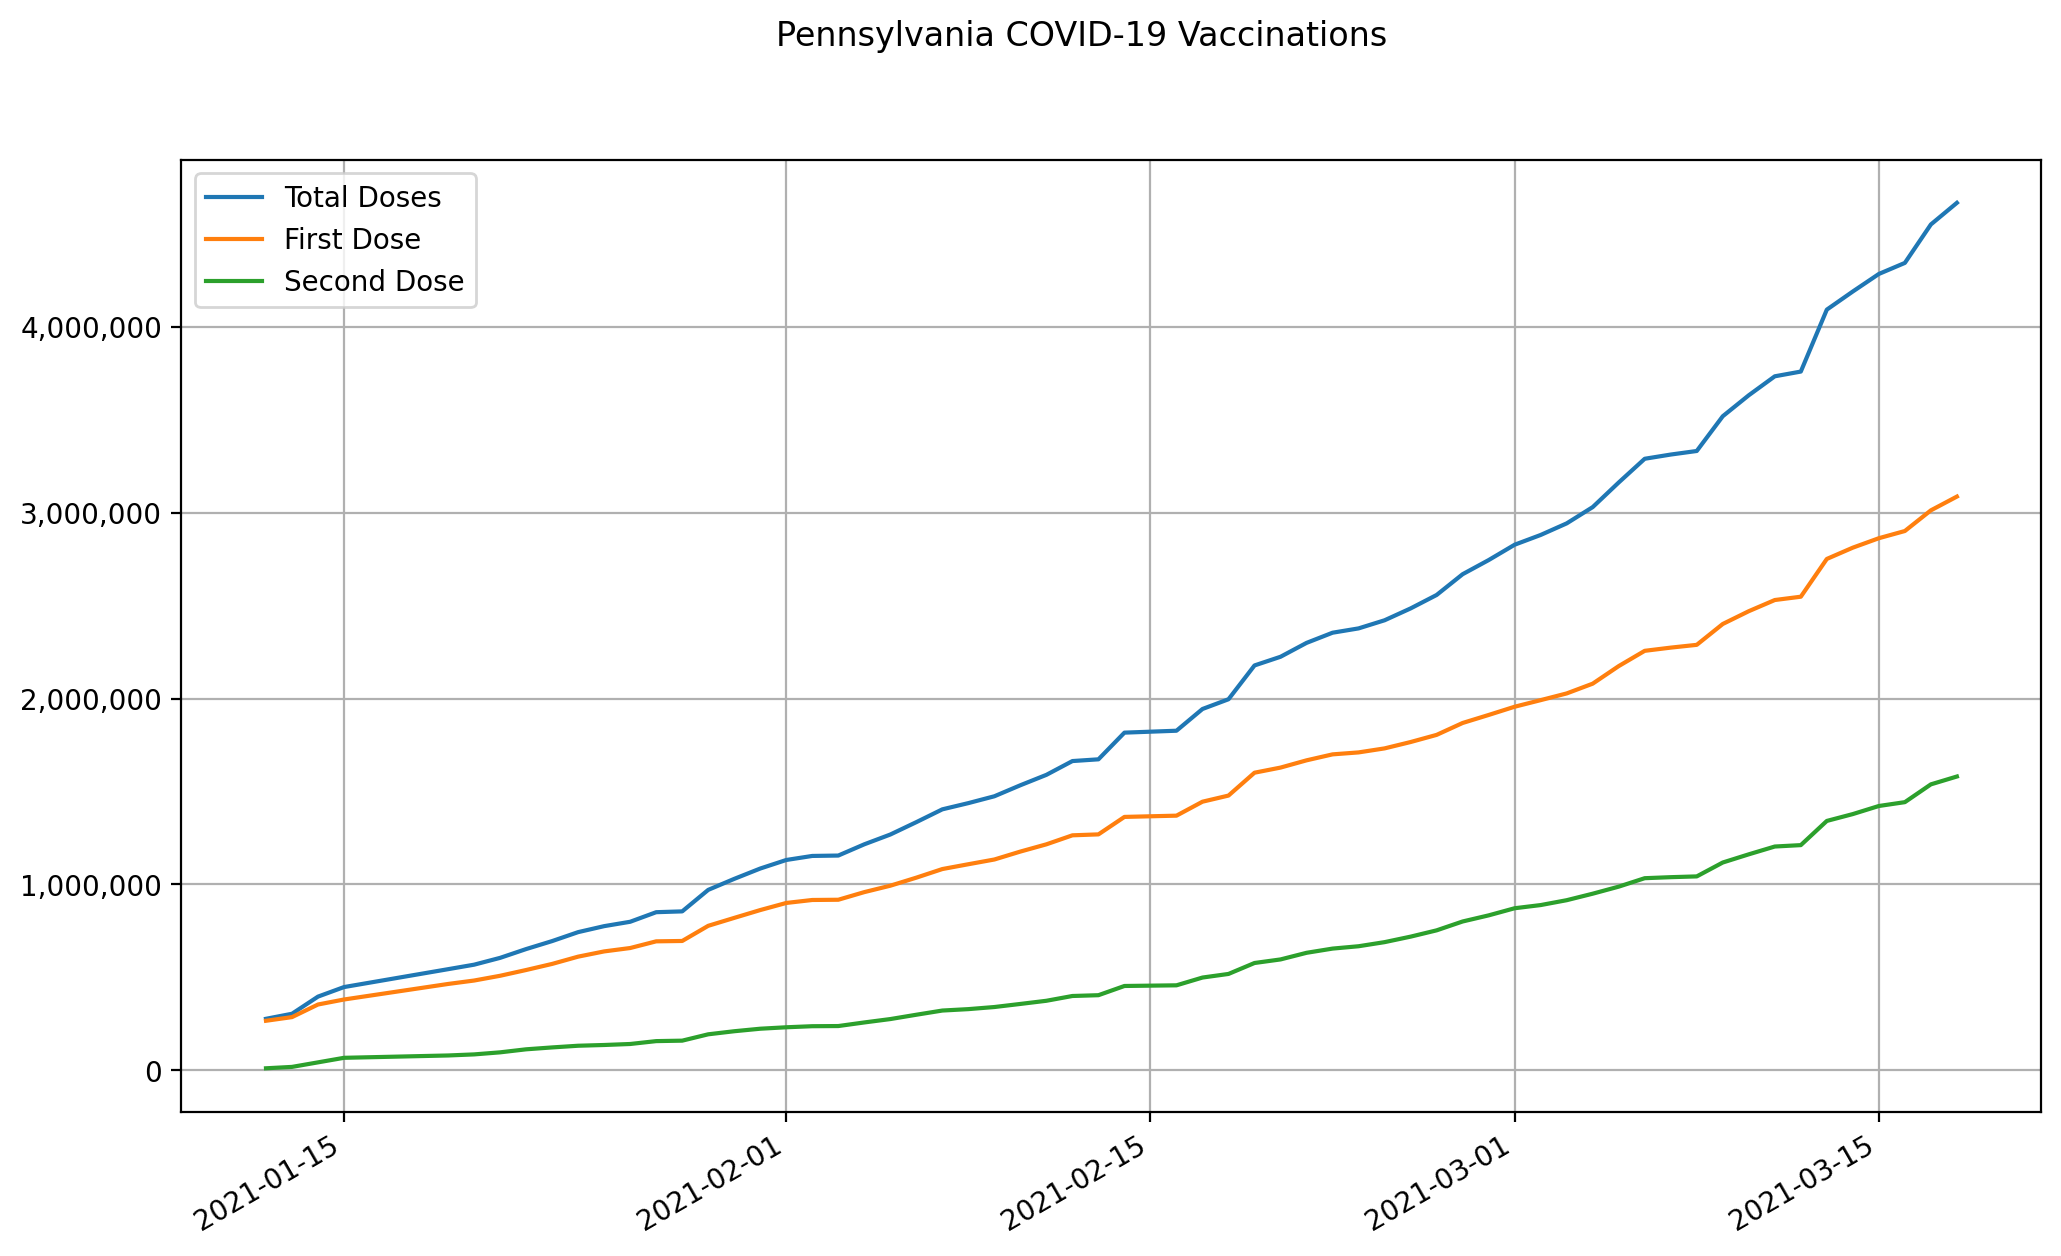 Pennsylvania COVID-19 Vaccinations
Total Doses
First Dose
Second Dose
4,000,000
3,000,000
2,000,000
1,000,000
0
2021-01-15
2021-02-01
2021-02-15
2021-03-01
2021-03-15